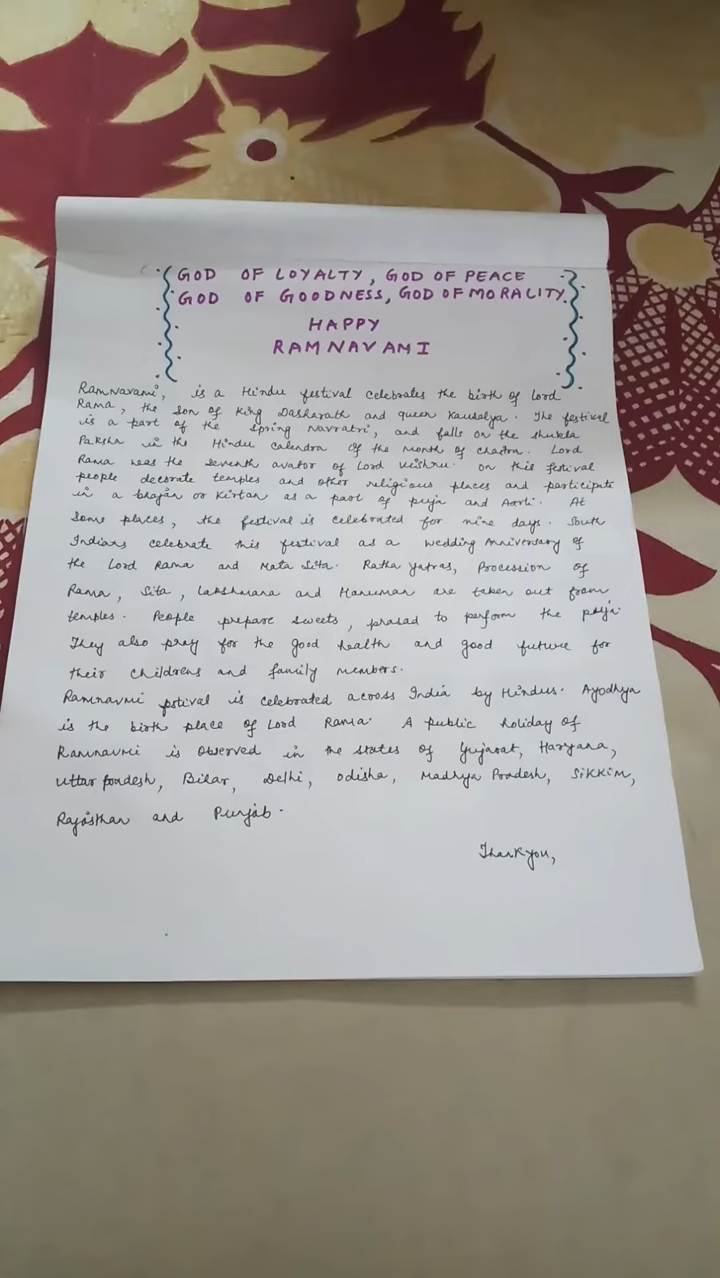 GOD OF LOYALTY, GOD OF PEACE
GOD OF GOODNESS, GOD OF MORALITY.
HAPPY
RAMNAVAMI
Ramnavami, is a Hindu festival celebrates the birth of lord
Rama, the son of King Dasharath and queen Kausalya. The festival
is a part of the spring Navratri, and falls on the shukla
Paksha in the Hindu calendra of the month of chaitra. Lord
Rama was the seventh avator of Lord Vishnu. on this festival
people decorate temples and other religious places and participate
in a bhajan or Kirtan as a part of puja and Aarti. At
some places, the festival is celebrated for nine days. South
Indians celebrate this festival as a wedding Anniversary of
the Lord Rama and Mata Sita. Ratha Yatras, Procession of
Rama, Sita, Lakshmana and Hanuman are taken out from
temples. People prepare sweets, prasad to perform the puja.
They also pray for the good health and good future for
their childrens and family members.
Ramnavmi fstival is celebrated across India by Hindus. Ayodhya
is the birth place of Lord Rama. A public holiday of
Ramnavmi is observed in the states of Gujarat, Haryana,
Uttar Pradesh, Bihar, Delhi, Odisha, Madhya Pradesh, Sikkim,
Rajasthan and Punjab.
Thankyou,